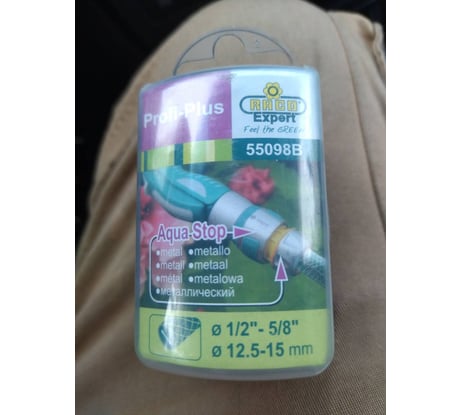 Profi-Plus
RACO
Expert
Feel the GREEN
55098B
Aqua-Stop
•metal •metallo
•metall •metaal
•metal •metalowa
•металлический
ø 1/2"- 5/8"
ø 12.5-15 mm